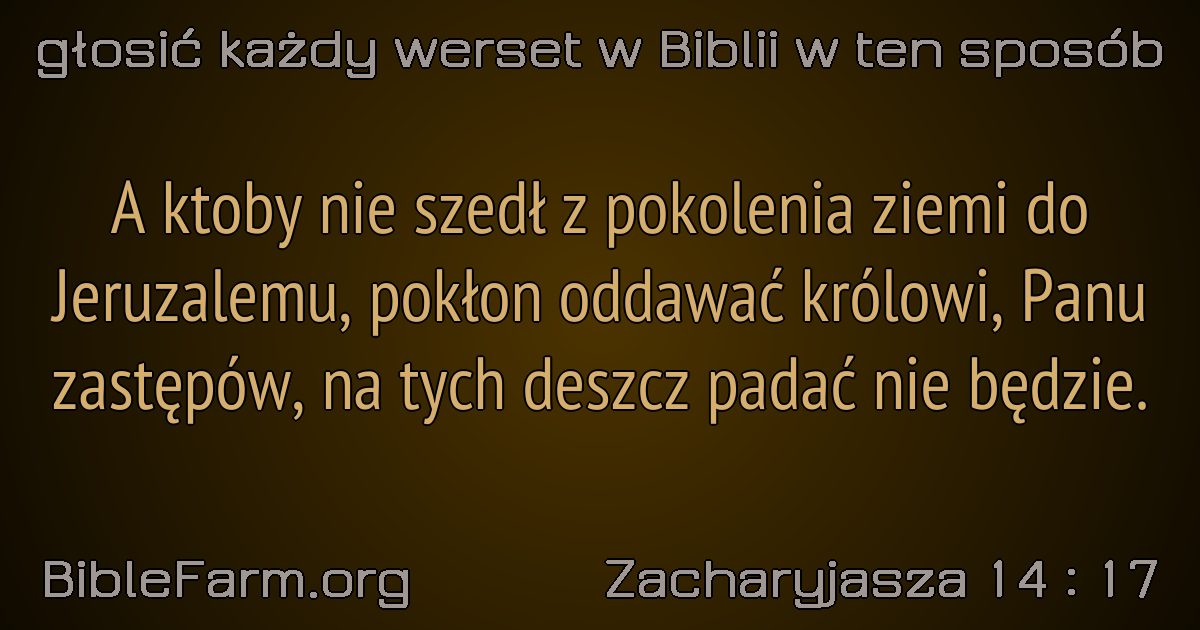 głosić każdy werset w Biblii w ten sposób
A ktoby nie szedł z pokolenia ziemi do
Jeruzalemu, pokłon oddawać królowi, Panu
zastępów, na tych deszcz padać nie będzie.
BibleFarm.org
Zacharyjasza 14 : 17